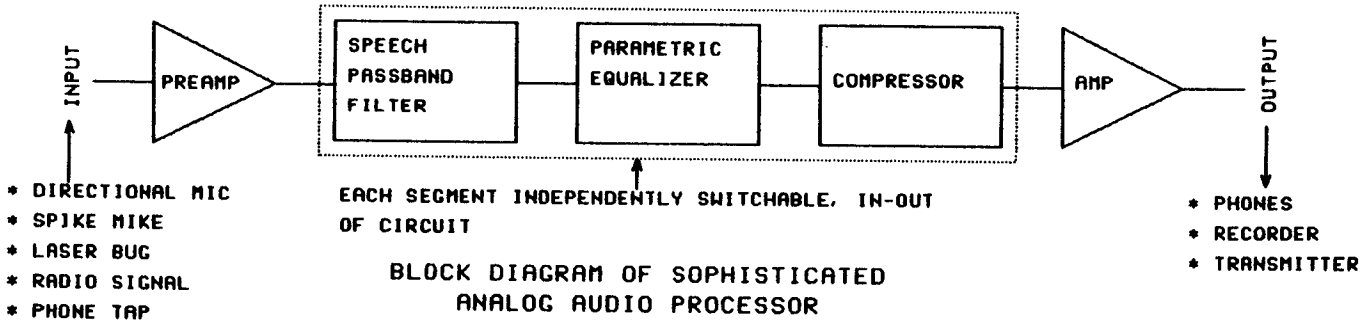 INPUT
PREAMP
SPEECH
PASSBAND
FILTER
PARAMETRIC
EQUALIZER
COMPRESSOR
AMP
OUTPUT
* DIRECTIONAL MIC
* SPIKE MIKE
* LASER BUG
* RADIO SIGNAL
* PHONE TAP
EACH SEGMENT INDEPENDENTLY SWITCHABLE, IN-OUT
OF CIRCUIT
* PHONES
* RECORDER
* TRANSMITTER
BLOCK DIAGRAM OF SOPHISTICATED
ANALOG AUDIO PROCESSOR